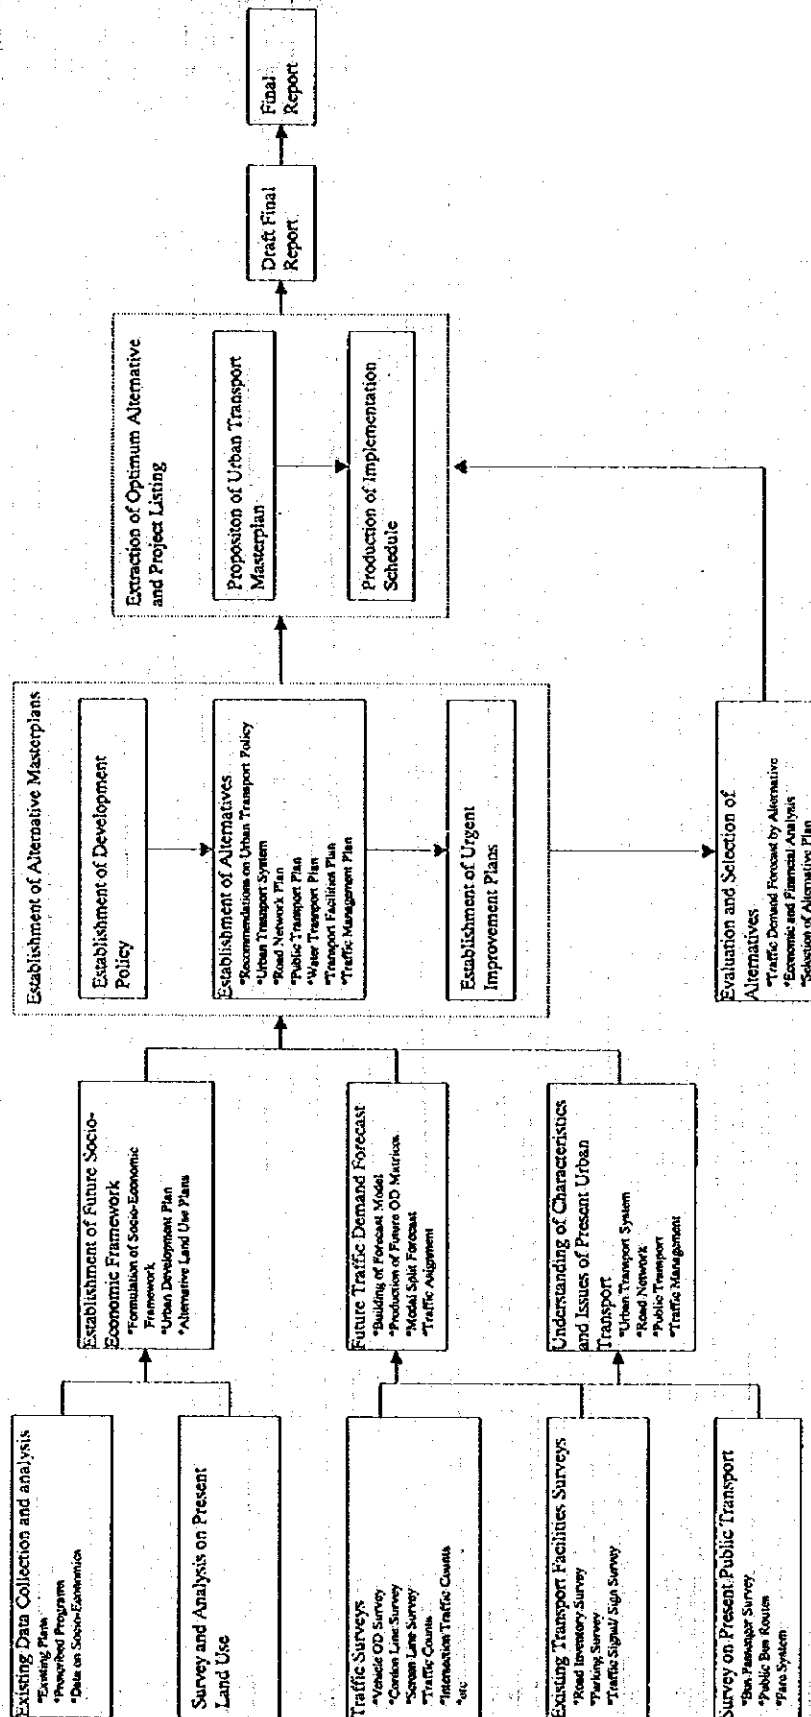 Existing Data Collection and analysis
*Existing Plans
*Prescribed Programs
*Data on Socio-Economics
Survey and Analysis on Present
Land Use
Traffic Surveys
*Vehicle OD Survey
*Cordon Line Survey
*Screen Line Survey
*Traffic Counts
*Intersection Traffic Counts
*etc
Existing Transport Facilities Surveys
*Road Inventory Survey
*Parking Survey
*Traffic Signal/ Sign Survey
Survey on Present Public Transport
*Bus Passenger Survey
*Public Bus Routes
*Fare System
Establishment of Future Socio-
Economic Framework
*Formulation of Socio-Economic
Framework
*Urban Development Plan
*Alternative Land Use Plans
Future Traffic Demand Forecast
*Building of Forecast Model
*Production of Future OD Matrices
*Modal Split Forecast
*Traffic Asignment
Understanding of Characteristics
and Issues of Present Urban
Transport
*Urban Transport System
*Road Network
*Public Transport
*Traffic Management
Establishment of Alternative Masterplans
Establishment of Development
Policy
Establishment of Alternatives
*Recommendations on Urban Transport Policy
*Urban Transport System
*Road Network Plan
*Public Transport Plan
*Water Transport Plan
*Transport Facilities Plan
*Traffic Management Plan
Establishment of Urgent
Improvement Plans
Evaluation and Selection of
Alternatives
*Traffic Demand Forecast by Alternative
*Economic and Financial Analysis
*Selection of Alternative Plan
Extraction of Optimum Alternative
and Project Listing
Propositon of Urban Transport
Masterplan
Production of Implementation
Schedule
Draft Final
Report
Final
Report